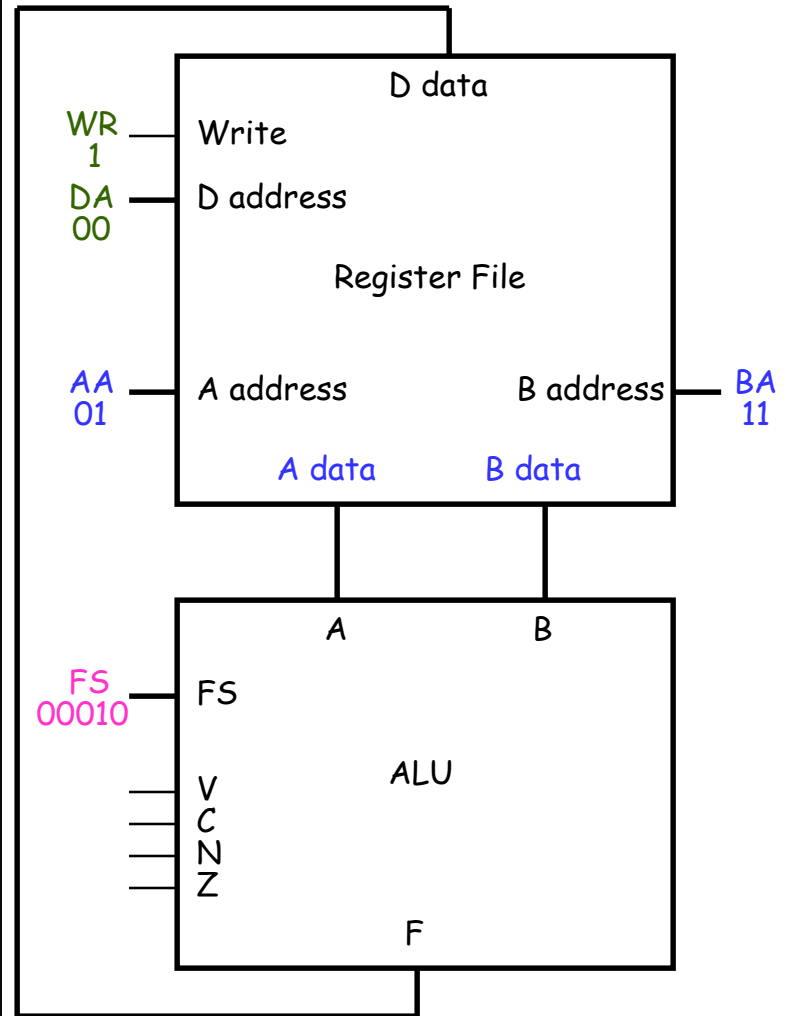 D data
WR
1
Write
DA
00
D address
Register File
AA
01
A address
B address
BA
11
A data
B data
A
B
FS
00010
FS
ALU
V
C
N
Z
F